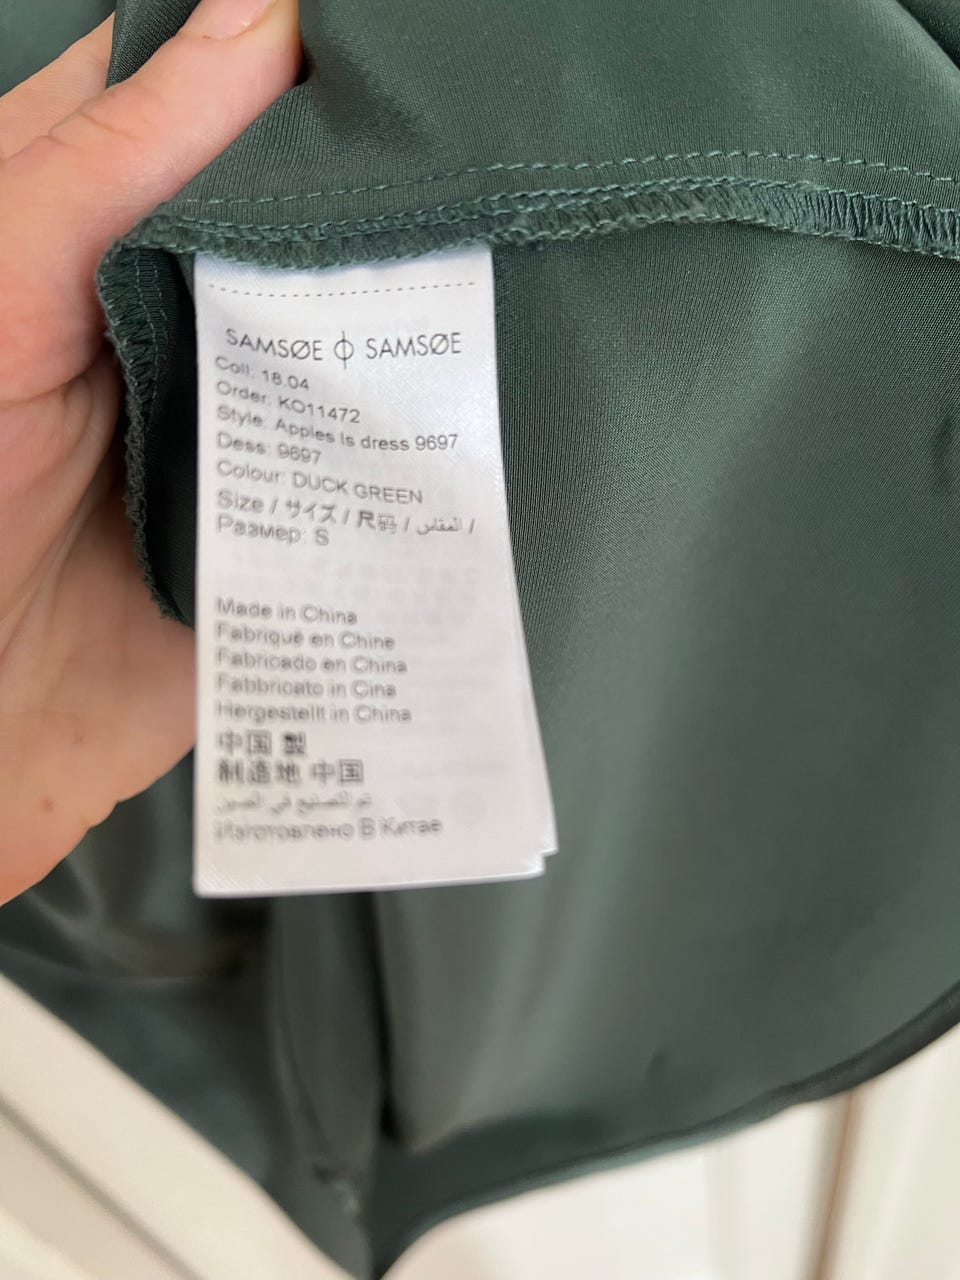 SAMSØE ϕ SAMSØE
Coll: 18.04
Order: KO11472
Style: Apples ls dress 9697
Dess: 9697
Colour: DUCK GREEN
Size / サイズ / 尺码 / المقاس /
Размер: S
Made in China
Fabriqué en Chine
Fabricado en China
Fabbricato in Cina
Hergestellt in China
中国 製
制造地 中国
تم التصنيع في الصين
Изготовлено В Китае